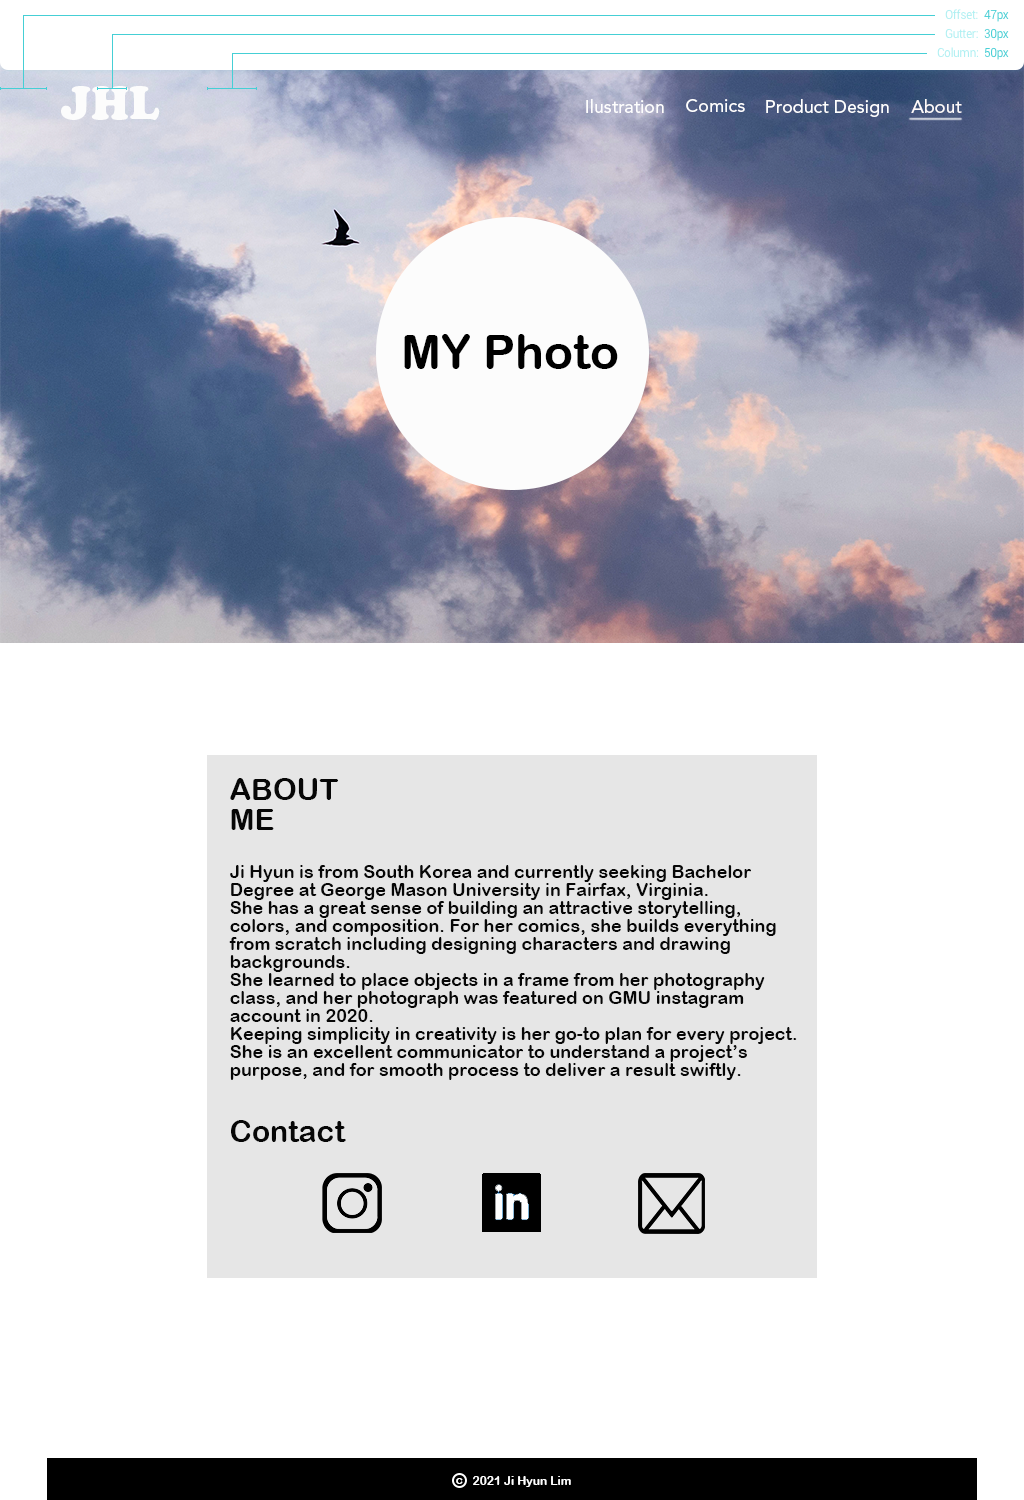 Offset: 47px
Gutter: 30px
Column: 50px
JHL
Ilustration Comics Product Design About
MY Photo
ABOUT
ME
Ji Hyun is from South Korea and currently seeking Bachelor
Degree at George Mason University in Fairfax, Virginia.
She has a great sense of building an attractive storytelling,
colors, and composition. For her comics, she builds everything
from scratch including designing characters and drawing
backgrounds.
She learned to place objects in a frame from her photography
class, and her photograph was featured on GMU instagram
account in 2020.
Keeping simplicity in creativity is her go-to plan for every project.
She is an excellent communicator to understand a project’s
purpose, and for smooth process to deliver a result swiftly.
Contact
in
© 2021 Ji Hyun Lim